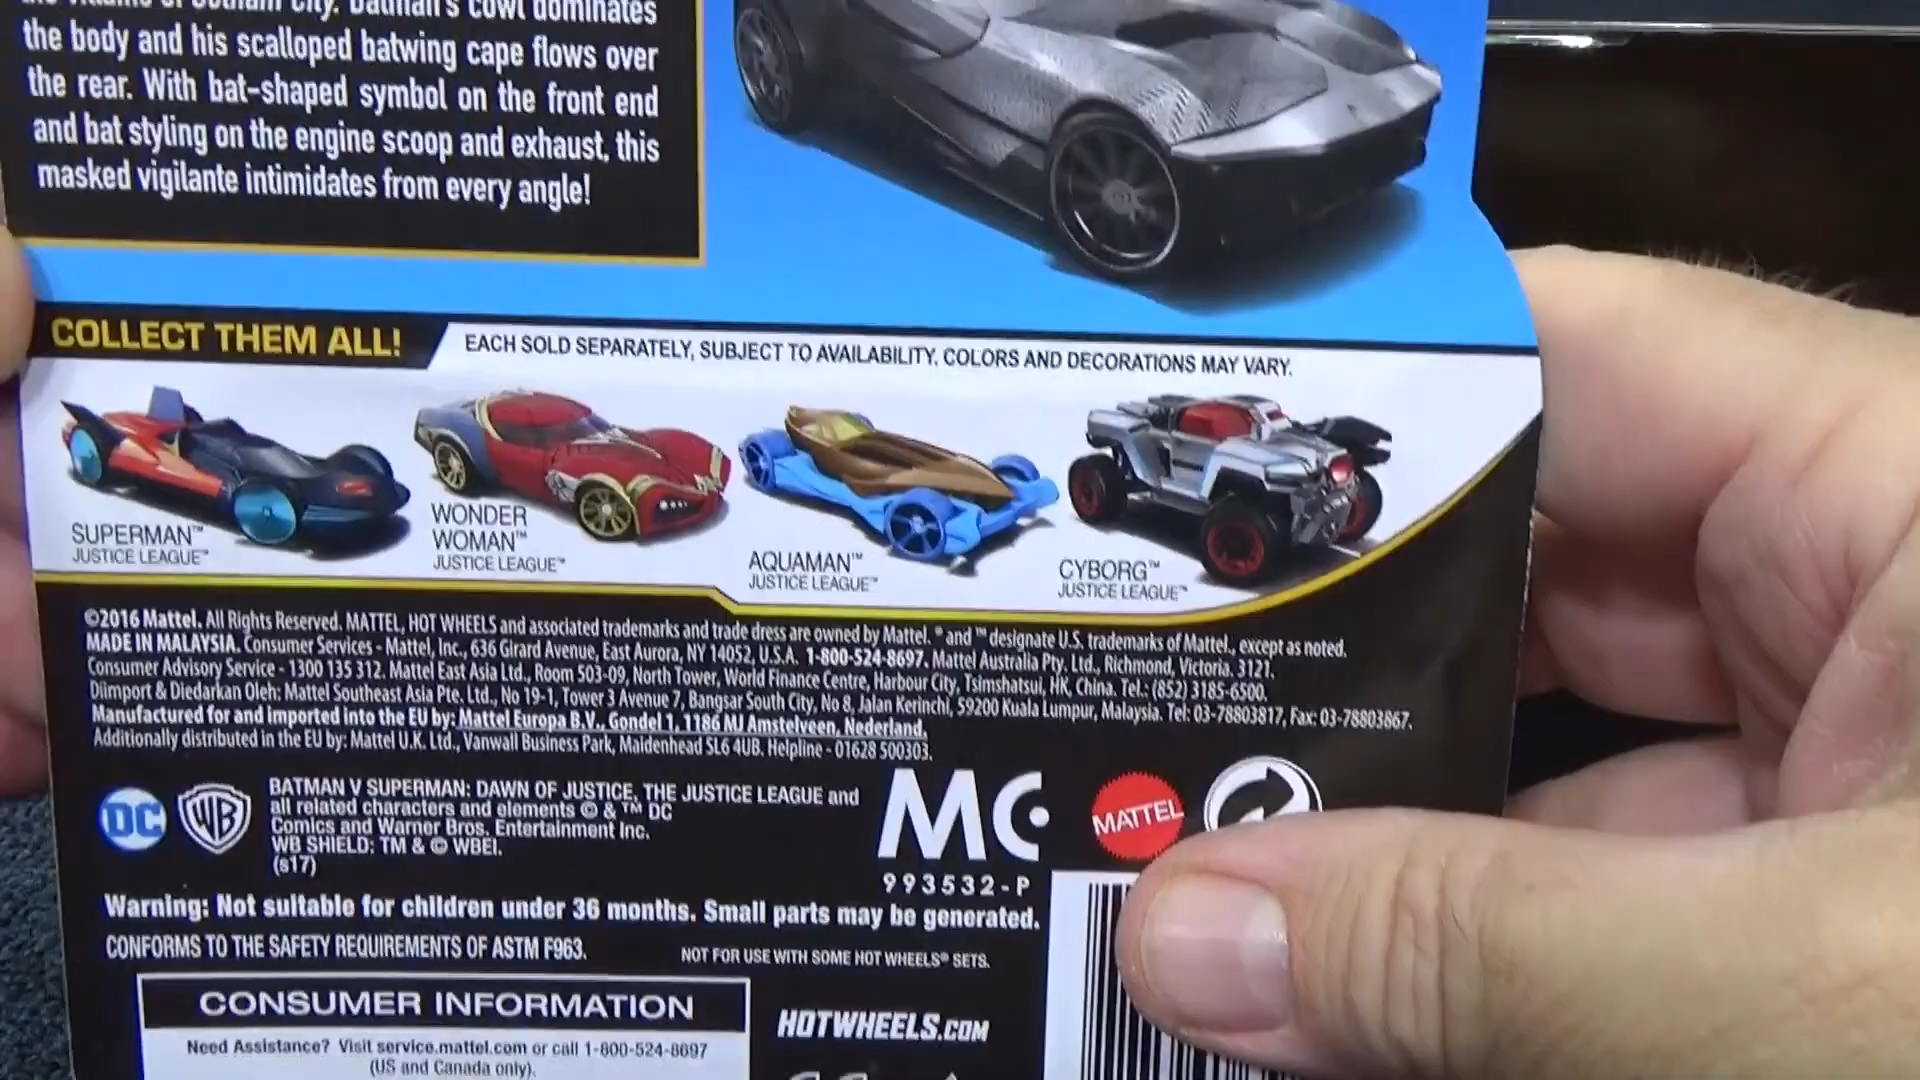 the villains of Gotham City. Batman's cowl dominates
the body and his scalloped batwing cape flows over
the rear. With bat-shaped symbol on the front end
and bat styling on the engine scoop and exhaust, this
masked vigilante intimidates from every angle!
COLLECT THEM ALL!
EACH SOLD SEPARATELY, SUBJECT TO AVAILABILITY. COLORS AND DECORATIONS MAY VARY.
SUPERMAN™
JUSTICE LEAGUE™
WONDER
WOMAN™
JUSTICE LEAGUE™
AQUAMAN™
JUSTICE LEAGUE™
CYBORG™
JUSTICE LEAGUE™
©2016 Mattel. All Rights Reserved. MATTEL, HOT WHEELS and associated trademarks and trade dress are owned by Mattel. ® and ™ designate U.S. trademarks of Mattel., except as noted.
MADE IN MALAYSIA. Consumer Services - Mattel, Inc., 636 Girard Avenue, East Aurora, NY 14052, U.S.A. 1-800-524-8697. Mattel Australia Pty. Ltd., Richmond, Victoria. 3121.
Consumer Advisory Service - 1300 135 312. Mattel East Asia Ltd., Room 503-09, North Tower, World Finance Centre, Harbour City, Tsimshatsui, HK, China. Tel.: (852) 3185-6500.
Diimport & Diedarkan Oleh: Mattel Southeast Asia Pte. Ltd., No 19-1, Tower 3 Avenue 7, Bangsar South City, No 8, Jalan Kerinchi, 59200 Kuala Lumpur, Malaysia. Tel: 03-78803817, Fax: 03-78803867.
Manufactured for and imported into the EU by: Mattel Europa B.V., Gondel 1, 1186 MJ Amstelveen, Nederland.
Additionally distributed in the EU by: Mattel U.K. Ltd., Vanwall Business Park, Maidenhead SL6 4UB. Helpline - 01628 500303.
DC
WB
BATMAN V SUPERMAN: DAWN OF JUSTICE, THE JUSTICE LEAGUE and
all related characters and elements © & ™ DC
Comics and Warner Bros. Entertainment Inc.
WB SHIELD: TM & © WBEI.
(s17)
MC
993532-P
MATTEL
Warning: Not suitable for children under 36 months. Small parts may be generated.
CONFORMS TO THE SAFETY REQUIREMENTS OF ASTM F963.
NOT FOR USE WITH SOME HOT WHEELS® SETS.
CONSUMER INFORMATION
Need Assistance? Visit service.mattel.com or call 1-800-524-8697
(US and Canada only).
HOTWHEELS.COM